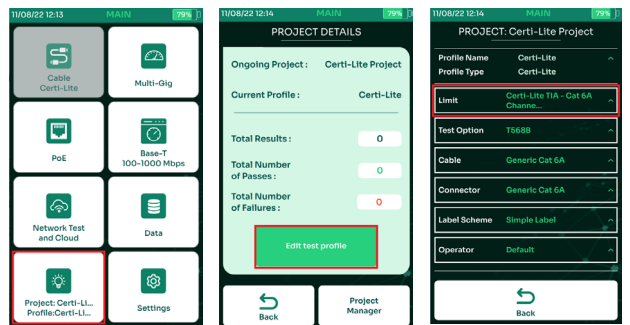 11/08/22 12:13 MAIN 79%
Cable
Certi-Lite
Multi-Gig
PoE
Base-T
100-1000 Mbps
Network Test
and Cloud
Data
Project: Certi-Li...
Profile:Certi-Li...
Settings
11/08/22 12:14 MAIN 79%
PROJECT DETAILS
Ongoing Project : Certi-Lite Project
Current Profile : Certi-Lite
Total Results : 0
Total Number
of Passes : 0
Total Number
of Failures : 0
Edit test profile
Back
Project
Manager
11/08/22 12:14 MAIN 79%
PROJECT: Certi-Lite Project
Profile Name Certi-Lite
Profile Type Certi-Lite
Limit Certi-Lite TIA - Cat 6A
Channe...
Test Option T568B
Cable Generic Cat 6A
Connector Generic Cat 6A
Label Scheme Simple Label
Operator Default
Back